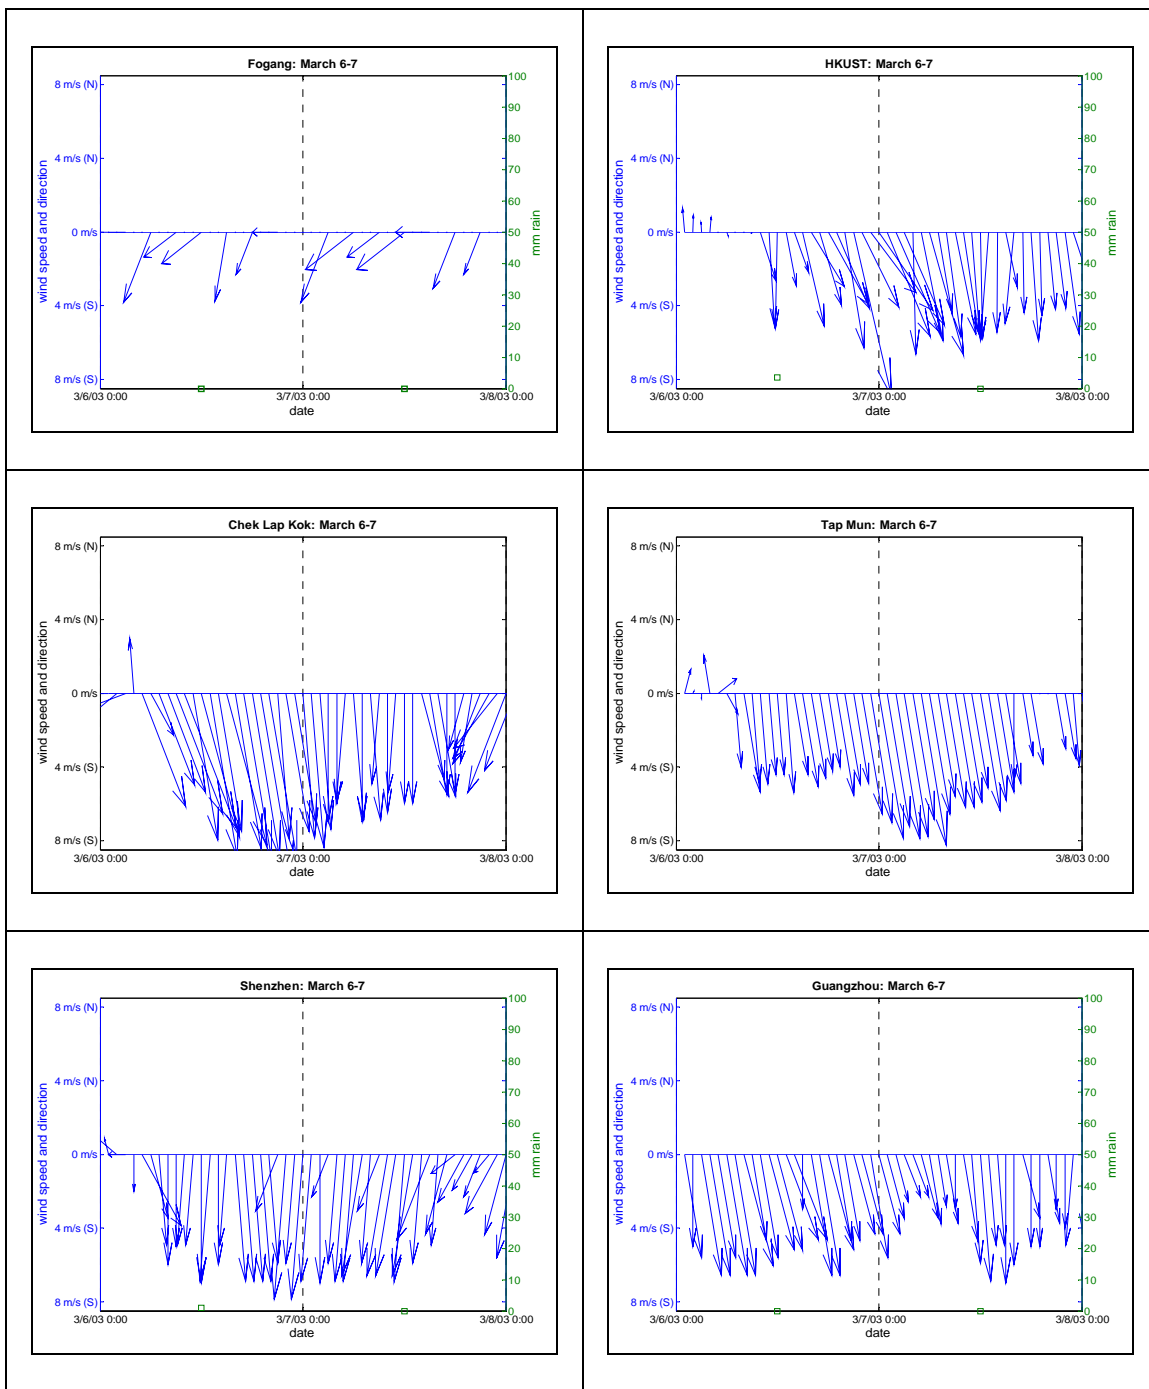 Fogang: March 6-7
8 m/s (N)
4 m/s (N)
0 m/s
4 m/s (S)
8 m/s (S)
wind speed and direction
100
90
80
70
60
50
40
30
20
10
0
mm rain
3/6/03 0:00
3/7/03 0:00
3/8/03 0:00
date
HKUST: March 6-7
8 m/s (N)
4 m/s (N)
0 m/s
4 m/s (S)
8 m/s (S)
wind speed and direction
100
90
80
70
60
50
40
30
20
10
0
mm rain
3/6/03 0:00
3/7/03 0:00
3/8/03 0:00
date
Chek Lap Kok: March 6-7
8 m/s (N)
4 m/s (N)
0 m/s
4 m/s (S)
8 m/s (S)
wind speed and direction
3/6/03 0:00
3/7/03 0:00
3/8/03 0:00
date
Tap Mun: March 6-7
8 m/s (N)
4 m/s (N)
0 m/s
4 m/s (S)
8 m/s (S)
wind speed and direction
3/6/03 0:00
3/7/03 0:00
3/8/03 0:00
date
Shenzhen: March 6-7
8 m/s (N)
4 m/s (N)
0 m/s
4 m/s (S)
8 m/s (S)
wind speed and direction
100
90
80
70
60
50
40
30
20
10
0
mm rain
3/6/03 0:00
3/7/03 0:00
3/8/03 0:00
date
Guangzhou: March 6-7
8 m/s (N)
4 m/s (N)
0 m/s
4 m/s (S)
8 m/s (S)
wind speed and direction
100
90
80
70
60
50
40
30
20
10
0
mm rain
3/6/03 0:00
3/7/03 0:00
3/8/03 0:00
date